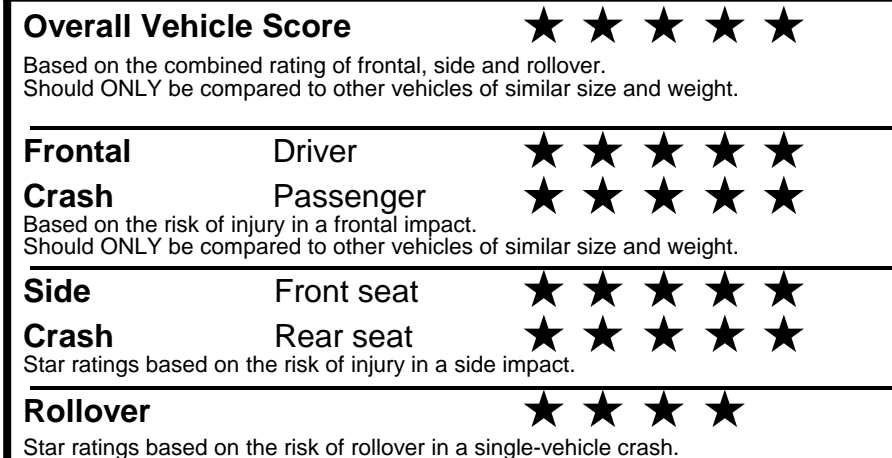 Overall Vehicle Score ★ ★ ★ ★ ★
Based on the combined rating of frontal, side and rollover.
Should ONLY be compared to other vehicles of similar size and weight.
Frontal Driver ★ ★ ★ ★ ★
Crash Passenger ★ ★ ★ ★ ★
Based on the risk of injury in a frontal impact.
Should ONLY be compared to other vehicles of similar size and weight.
Side Front seat ★ ★ ★ ★ ★
Crash Rear seat ★ ★ ★ ★ ★
Star ratings based on the risk of injury in a side impact.
Rollover ★ ★ ★ ★
Star ratings based on the risk of rollover in a single-vehicle crash.